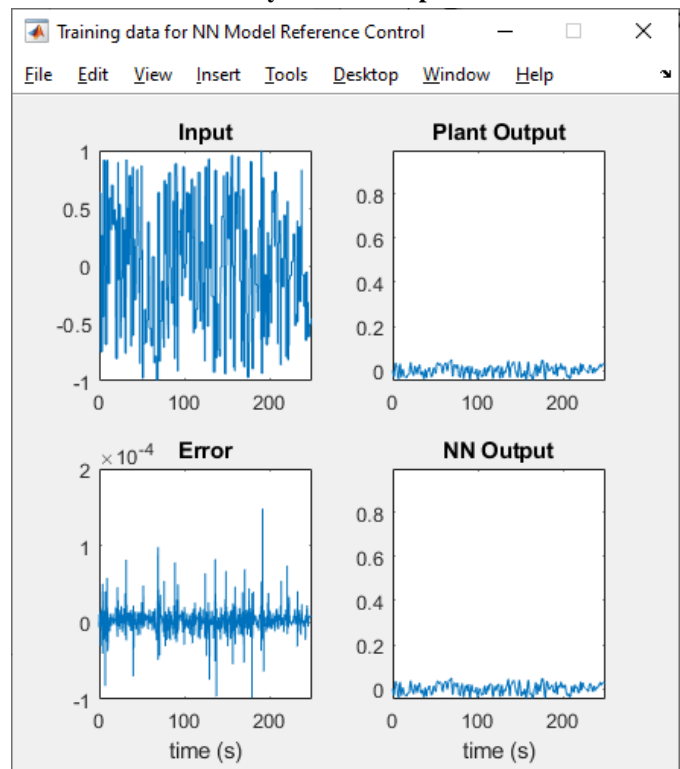 Training data for NN Model Reference Control
File Edit View Insert Tools Desktop Window Help
Input
1
0.5
0
-0.5
-1
0 100 200
Plant Output
0.8
0.6
0.4
0.2
0
0 200
Error
×10⁻⁴
2
1
0
-1
0 100 200
time (s)
NN Output
0.8
0.6
0.4
0.2
0
0 200
time (s)